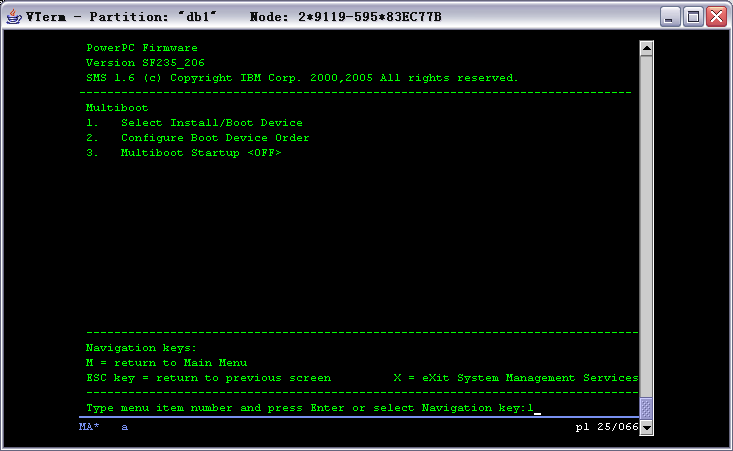 VTerm - Partition: "db1" Node: 2*9119-595*83EC77B
PowerPC Firmware
Version SF235_206
SMS 1.6 (c) Copyright IBM Corp. 2000,2005 All rights reserved.
-------------------------------------------------------------------------------
Multiboot
1. Select Install/Boot Device
2. Configure Boot Device Order
3. Multiboot Startup <OFF>
-------------------------------------------------------------------------------
Navigation keys:
M = return to Main Menu
ESC key = return to previous screen X = eXit System Management Services
-------------------------------------------------------------------------------
Type menu item number and press Enter or select Navigation key:1
MA* a p1 25/066